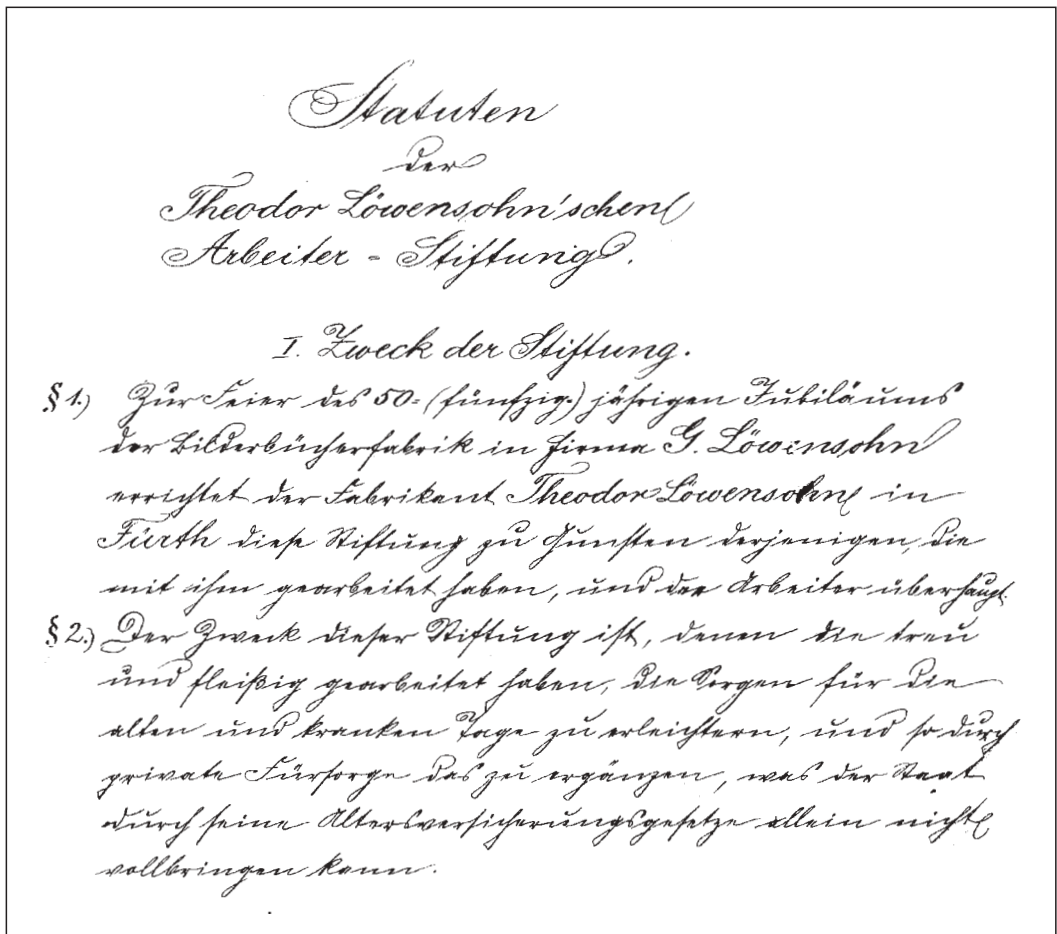 Statuten
der
Theodor Löwensohn'schen
Arbeiter - Stiftung.
I. Zweck der Stiftung.
§ 1.) Zur Feier des 50-(fünfzig-) jährigen Jubiläums
der Bilderbücherfabrik in Firma G. Löwensohn
errichtet der Fabrikant Theodor Löwensohn in
Fürth diese Stiftung zu Gunsten derjenigen, die
mit ihm gearbeitet haben, und der Arbeiter überhaupt.
§ 2.) Der Zweck dieser Stiftung ist, denen die treu
und fleißig gearbeitet haben, die Sorgen für die
alten und kranken Tage zu erleichtern, und so durch
private Fürsorge das zu ergänzen, was der Staat
durch seine Altersversicherungsgesetze allein nicht
vollbringen kann.